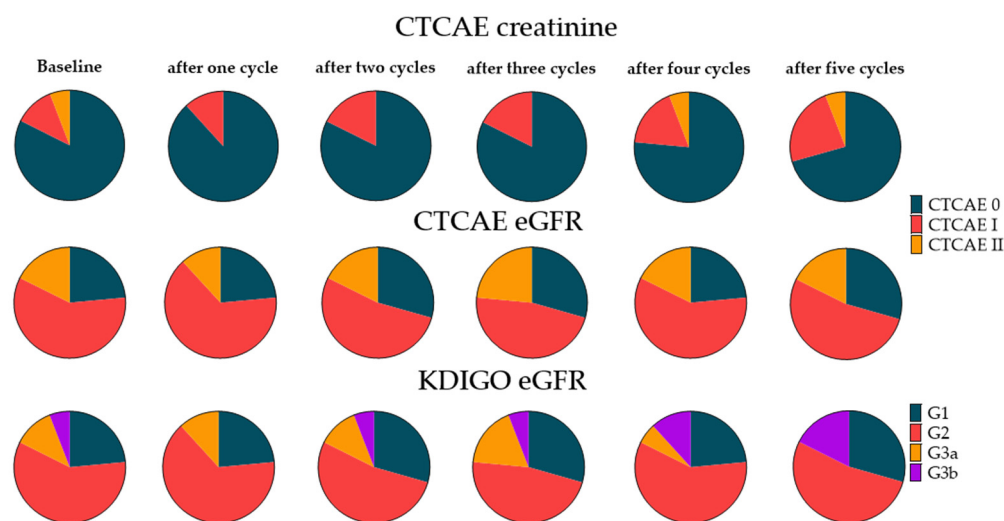 CTCAE creatinine
Baseline
after one cycle
after two cycles
after three cycles
after four cycles
after five cycles
CTCAE 0
CTCAE I
CTCAE II
CTCAE eGFR
KDIGO eGFR
G1
G2
G3a
G3b